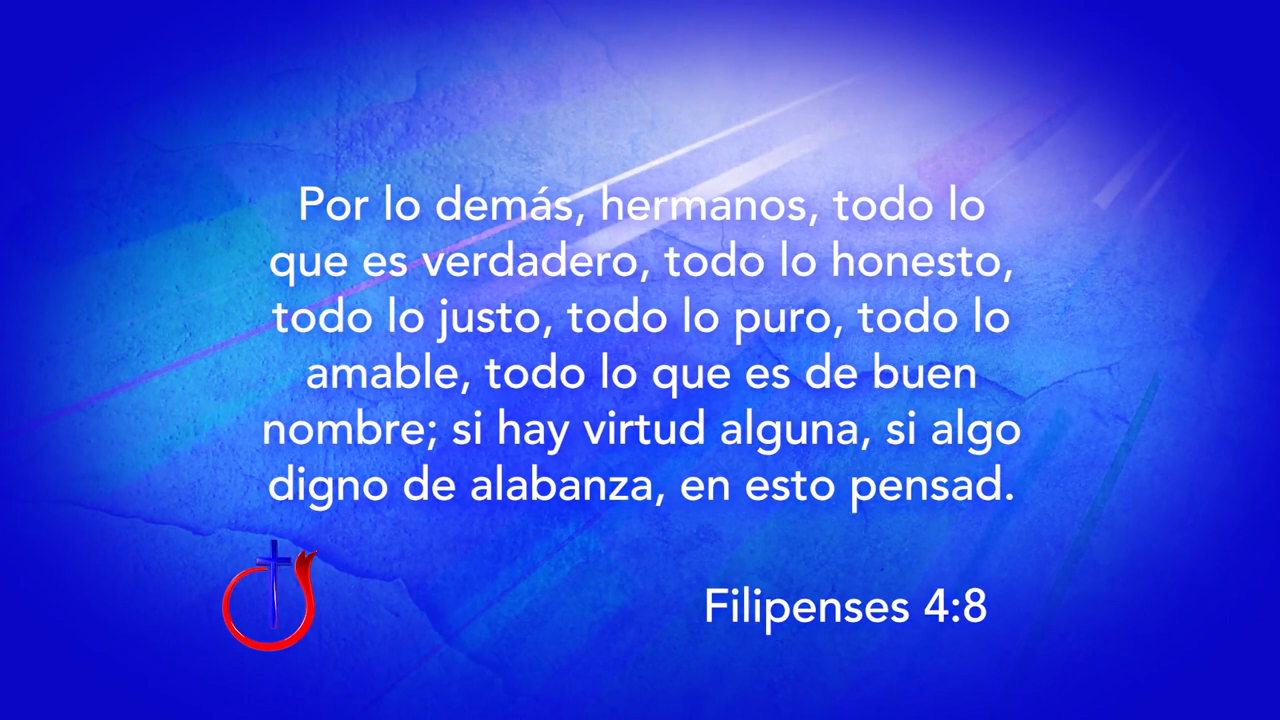 Por lo demás, hermanos, todo lo
que es verdadero, todo lo honesto,
todo lo justo, todo lo puro, todo lo
amable, todo lo que es de buen
nombre; si hay virtud alguna, si algo
digno de alabanza, en esto pensad.
Filipenses 4:8